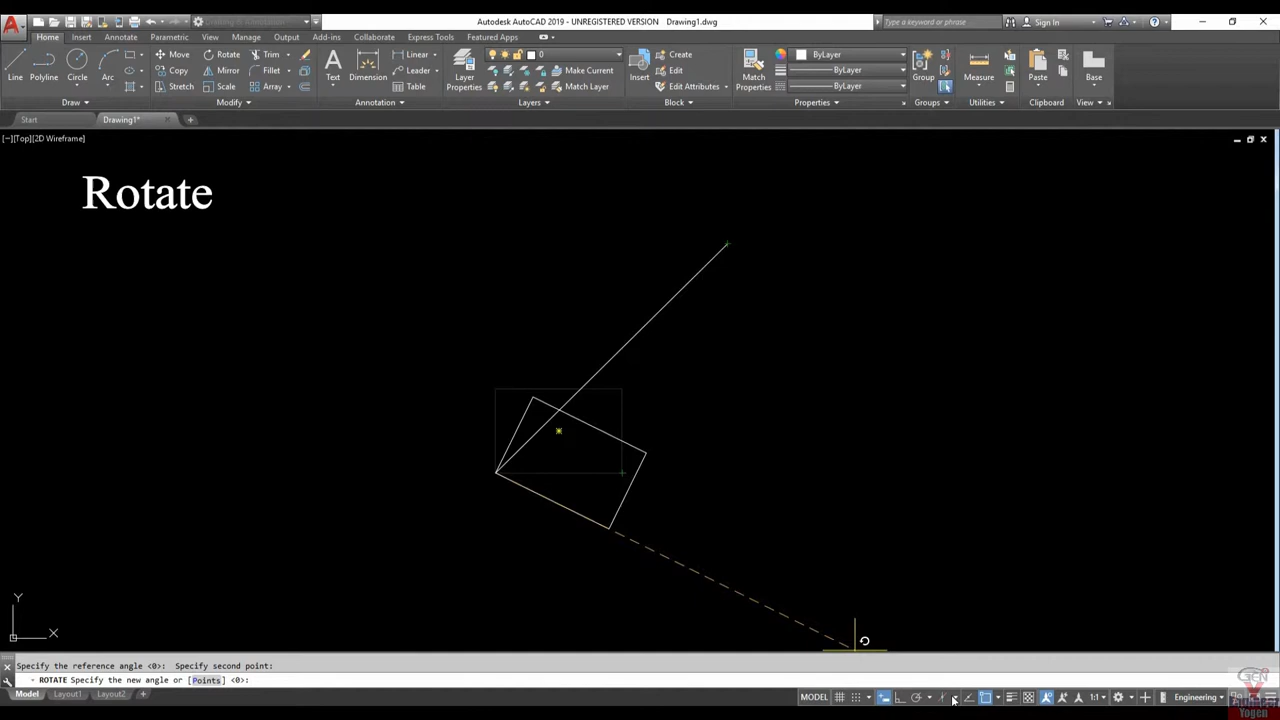 Autodesk AutoCAD 2019 - UNREGISTERED VERSION Drawing1.dwg
Type a keyword or phrase
Sign In
Home Insert Annotate Parametric View Manage Output Add-ins Collaborate Express Tools Featured Apps
Line Polyline Circle Arc
Move Rotate Trim
Copy Mirror Fillet
Stretch Scale Array
Text Dimension
Linear
Leader
Table
Layer Properties
0
Make Current
Match Layer
Insert
Create
Edit
Edit Attributes
Match Properties
ByLayer
ByLayer
ByLayer
Group
Measure
Paste
Base
Draw Modify Annotation Layers Block Properties Groups Utilities Clipboard View
Start Drawing1*
[−][Top][2D Wireframe]
Rotate
Y
X
Specify the reference angle <0>: Specify second point:
ROTATE Specify the new angle or [Points] <0>:
Model Layout1 Layout2
MODEL 1:1 Engineering
GEN
Yogen